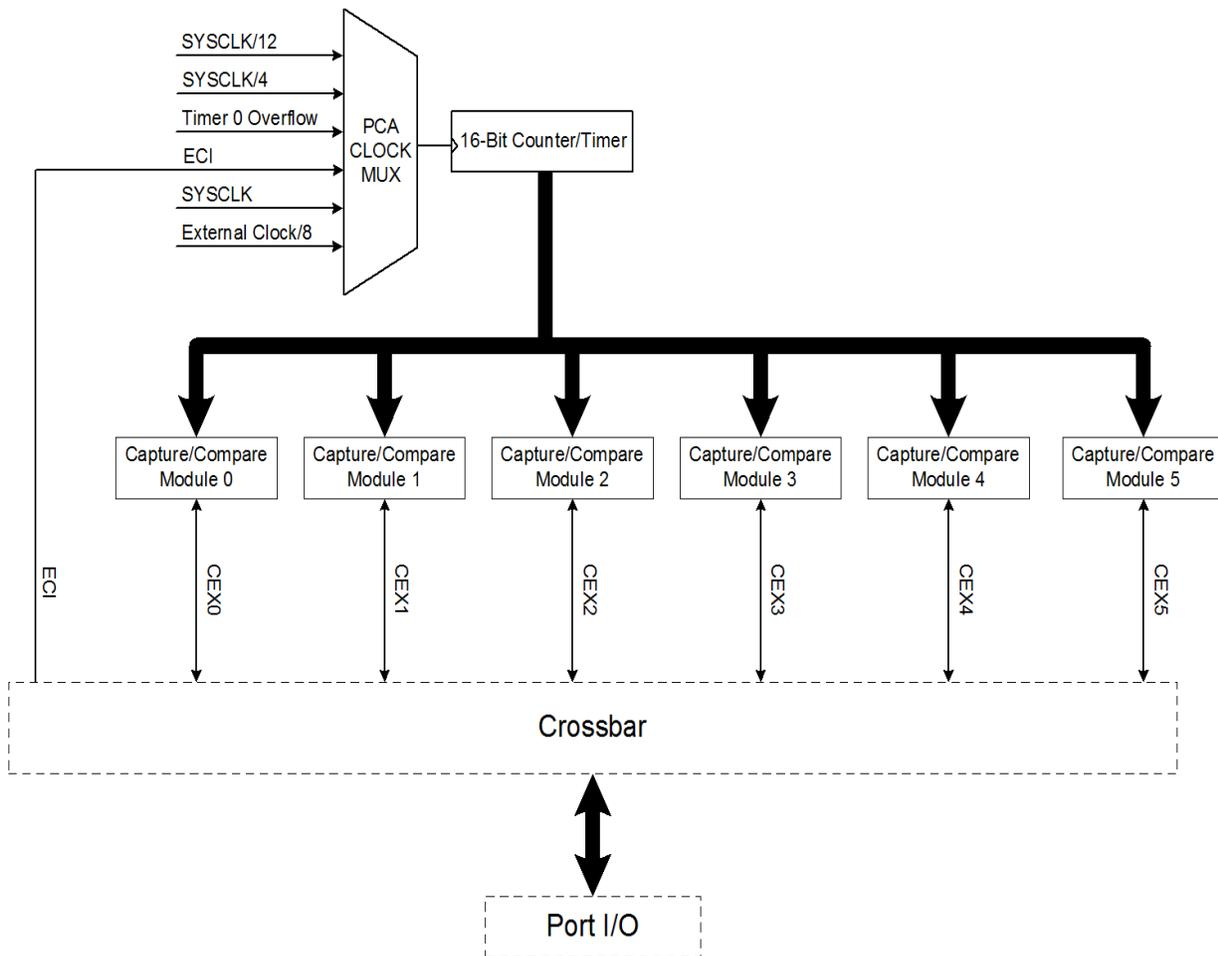 SYSCLK/12
SYSCLK/4
Timer 0 Overflow
ECI
SYSCLK
External Clock/8
PCA
CLOCK
MUX
16-Bit Counter/Timer
Capture/Compare
Module 0
Capture/Compare
Module 1
Capture/Compare
Module 2
Capture/Compare
Module 3
Capture/Compare
Module 4
Capture/Compare
Module 5
ECI
CEX0
CEX1
CEX2
CEX3
CEX4
CEX5
Crossbar
Port I/O